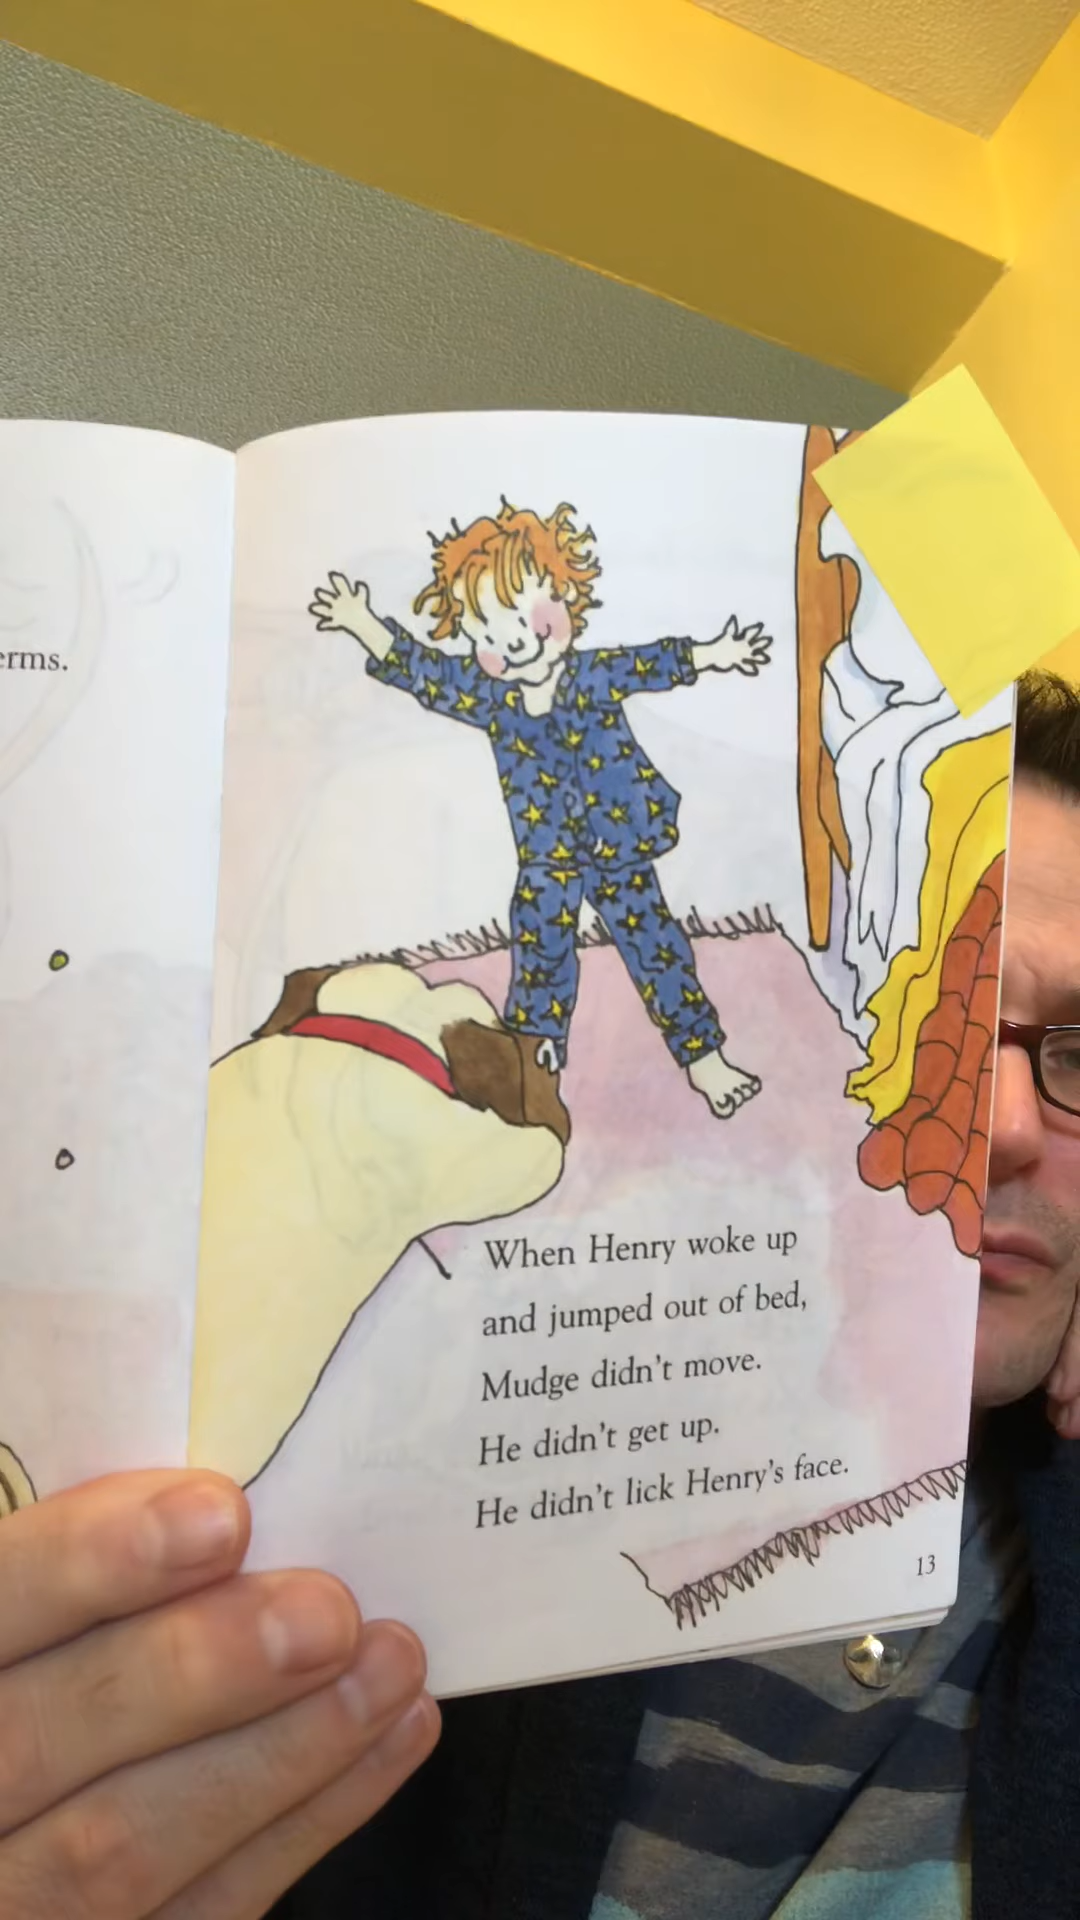 erms.
When Henry woke up
and jumped out of bed,
Mudge didn't move.
He didn't get up.
He didn't lick Henry's face.
13